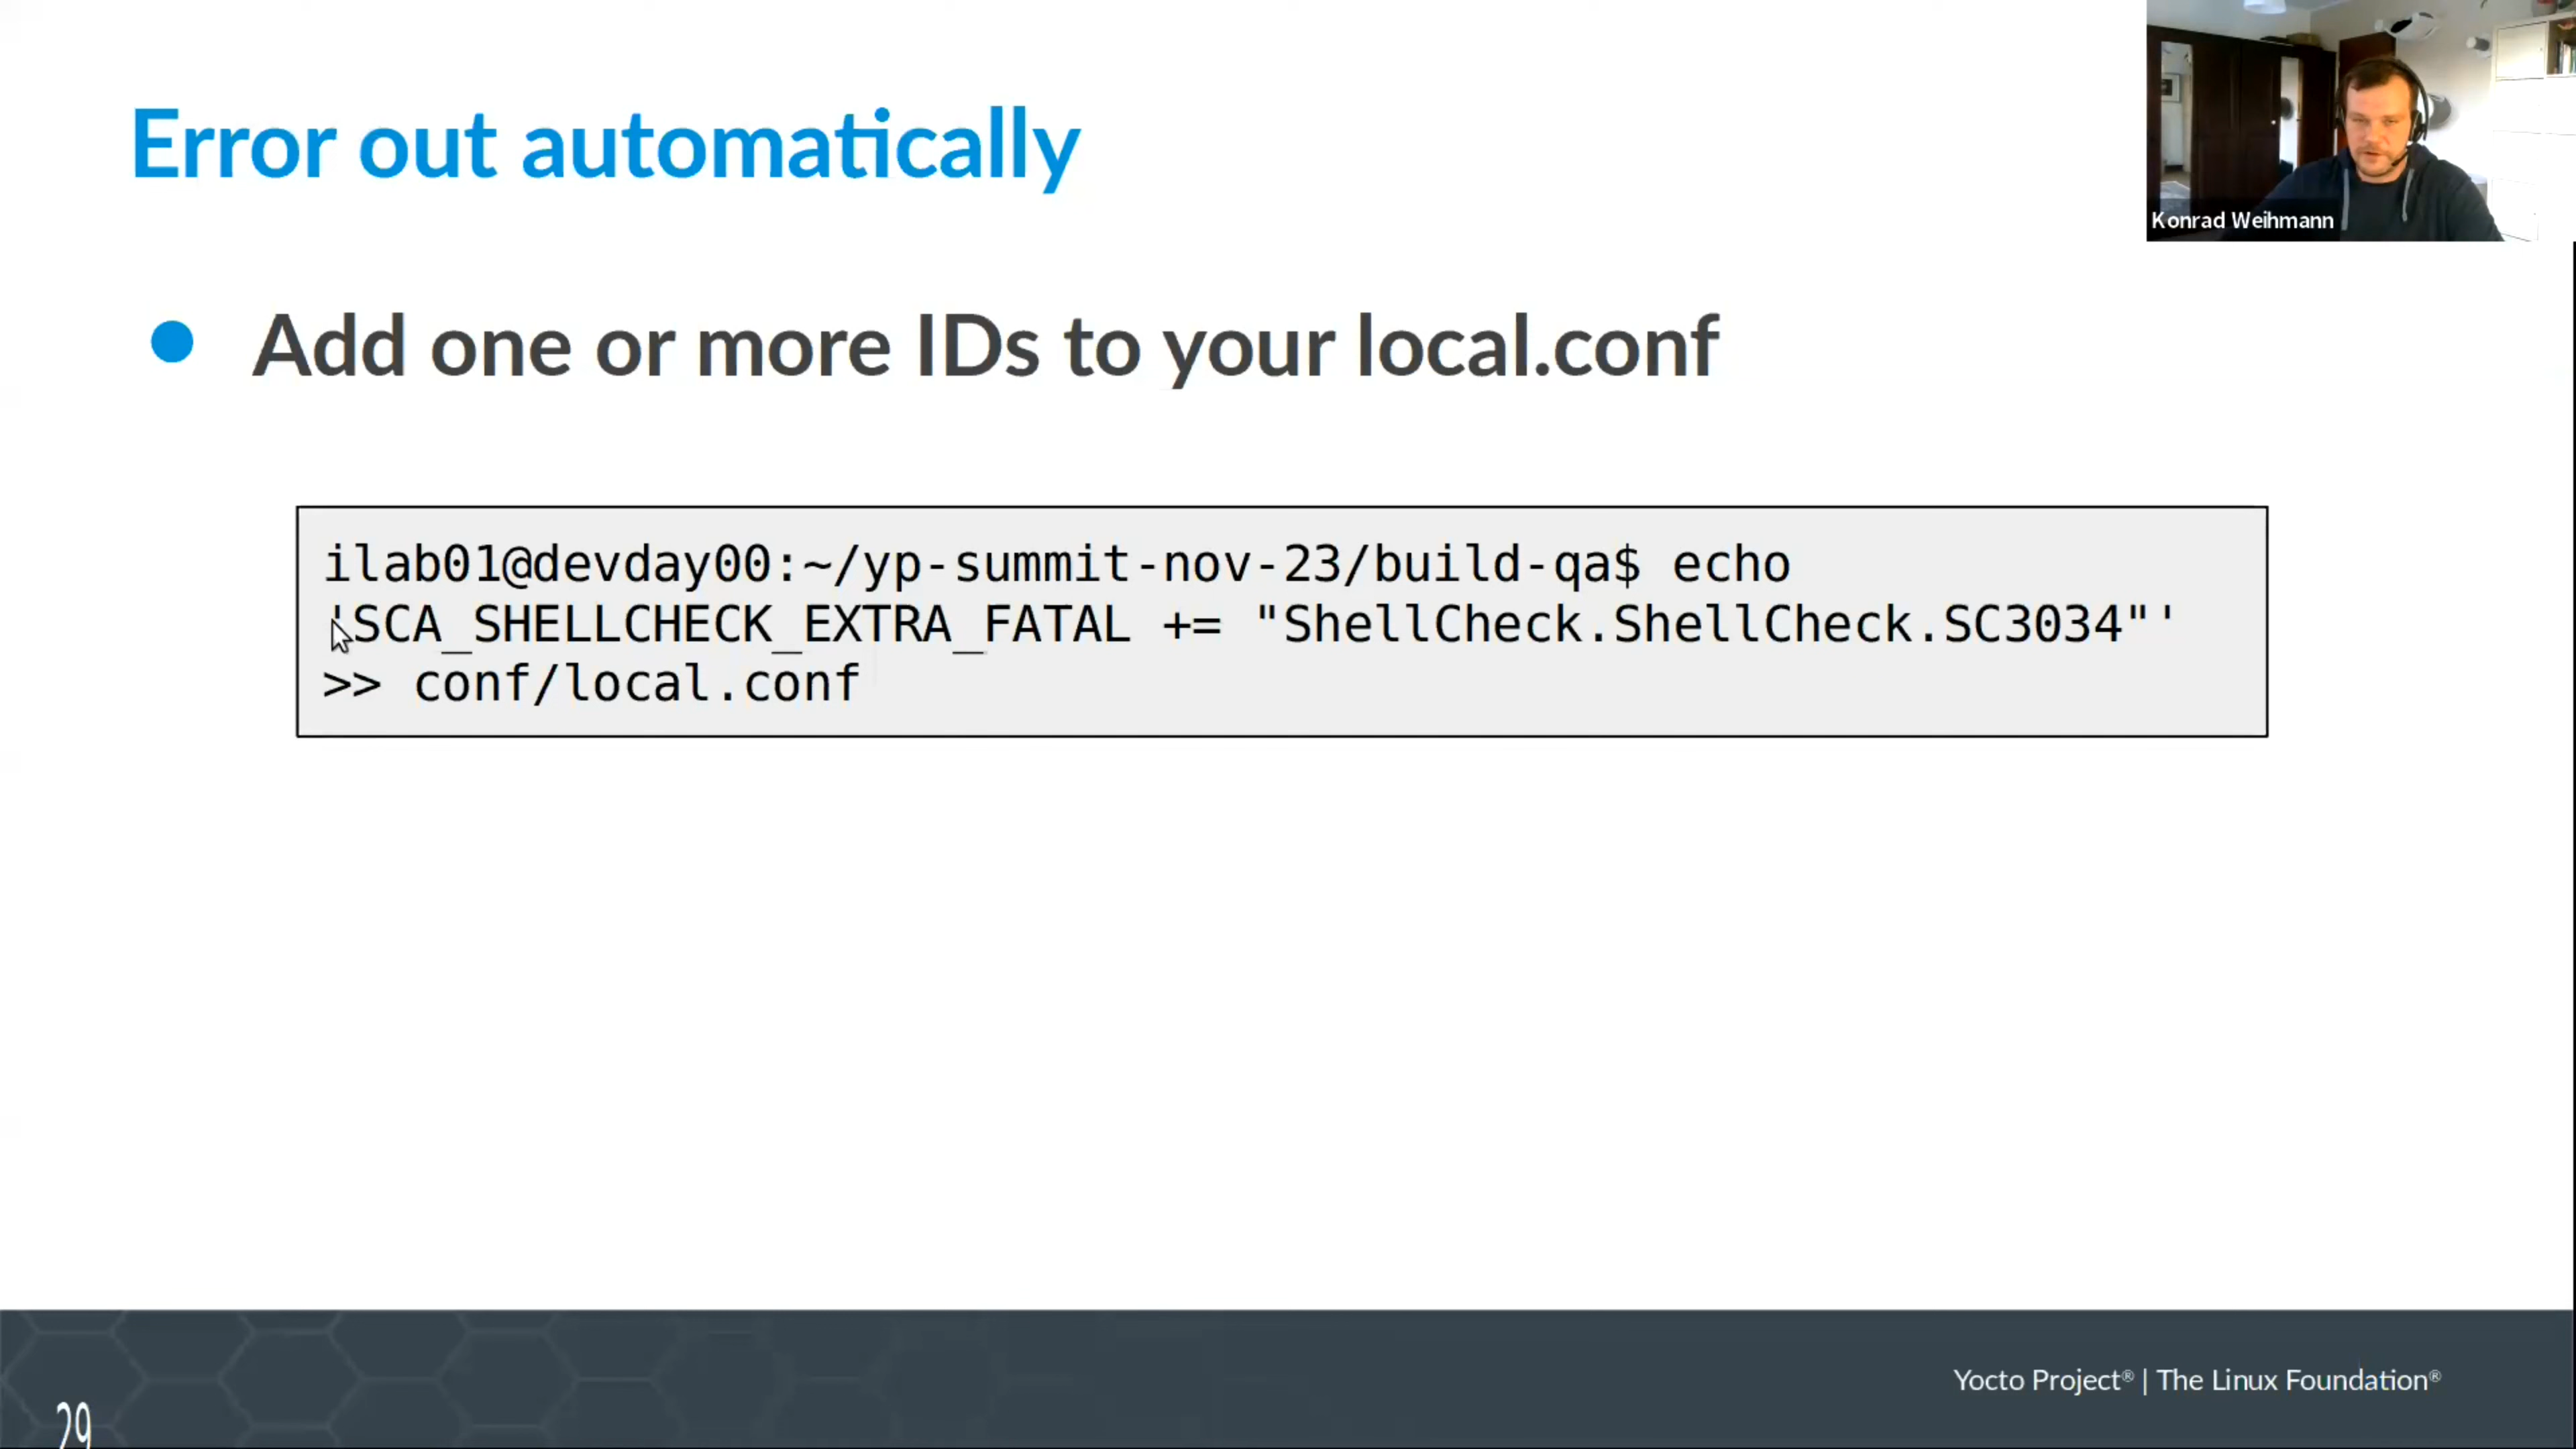 Error out automatically
Konrad Weihmann
Add one or more IDs to your local.conf
ilab01@devday00:~/yp-summit-nov-23/build-qa$ echo
'SCA_SHELLCHECK_EXTRA_FATAL += "ShellCheck.ShellCheck.SC3034"'
>> conf/local.conf
Yocto Project® | The Linux Foundation®
29